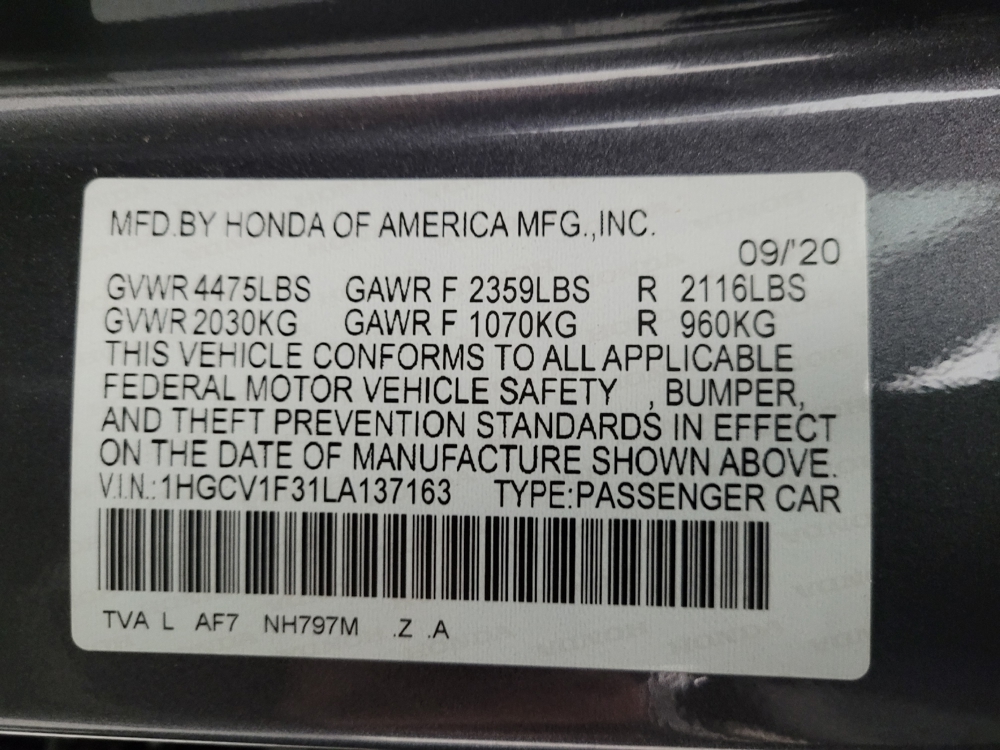 MFD.BY HONDA OF AMERICA MFG.,INC.
09/'20
GVWR 4475LBS GAWR F 2359LBS R 2116LBS
GVWR 2030KG GAWR F 1070KG R 960KG
THIS VEHICLE CONFORMS TO ALL APPLICABLE
FEDERAL MOTOR VEHICLE SAFETY , BUMPER,
AND THEFT PREVENTION STANDARDS IN EFFECT
ON THE DATE OF MANUFACTURE SHOWN ABOVE.
V.I.N.:1HGCV1F31LA137163 TYPE:PASSENGER CAR
TVA L AF7 NH797M .Z .A